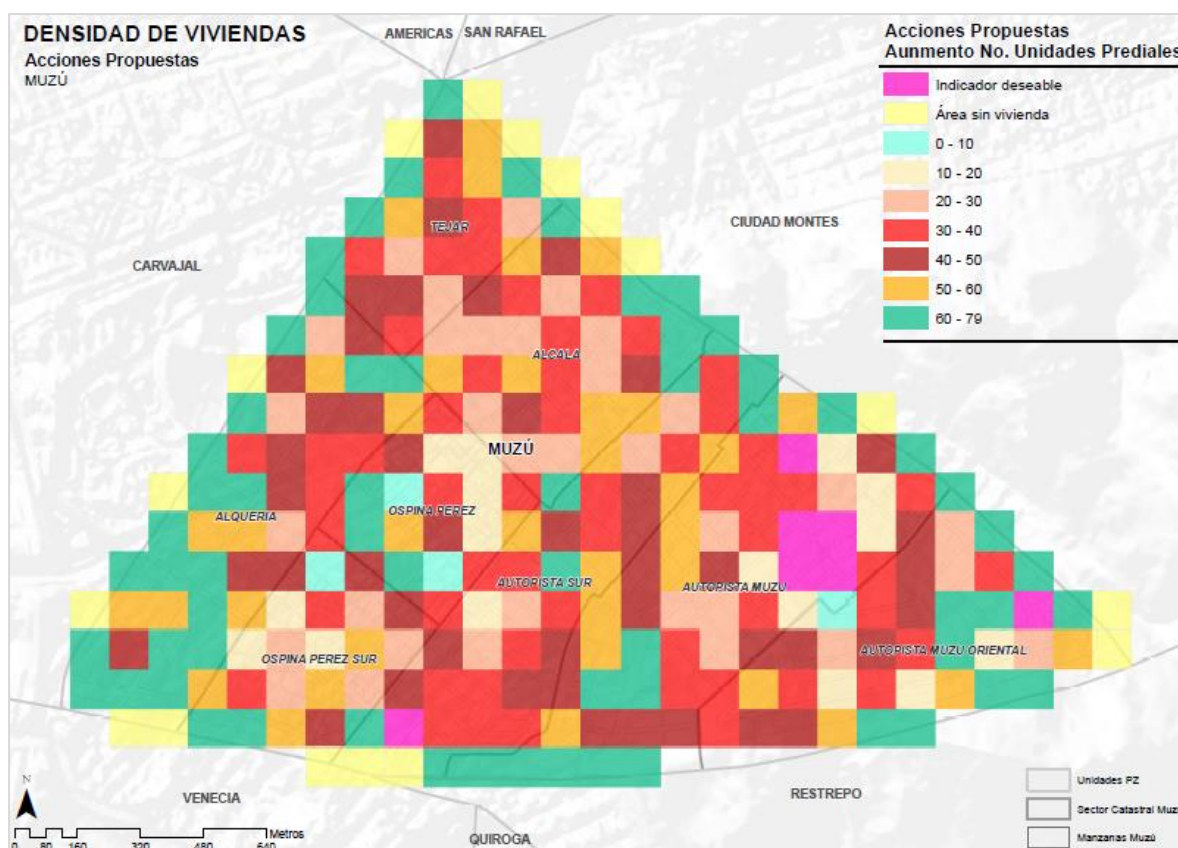 DENSIDAD DE VIVIENDAS
Acciones Propuestas
MUZÚ
AMERICAS
SAN RAFAEL
Acciones Propuestas
Aunmento No. Unidades Prediales
Indicador deseable
Área sin vivienda
0 - 10
10 - 20
20 - 30
30 - 40
40 - 50
50 - 60
60 - 79
CIUDAD MONTES
TEJAR
CARVAJAL
ALCALA
MUZÚ
ALQUERIA
OSPINA PEREZ
AUTOPISTA SUR
AUTOPISTA MUZU
OSPINA PEREZ SUR
AUTOPISTA MUZU ORIENTAL
VENECIA
RESTREPO
QUIROGA
N
Metros
0 80 160 320 480 640
Unidades PZ
Sector Catastral Muz
Manzanas Muzú